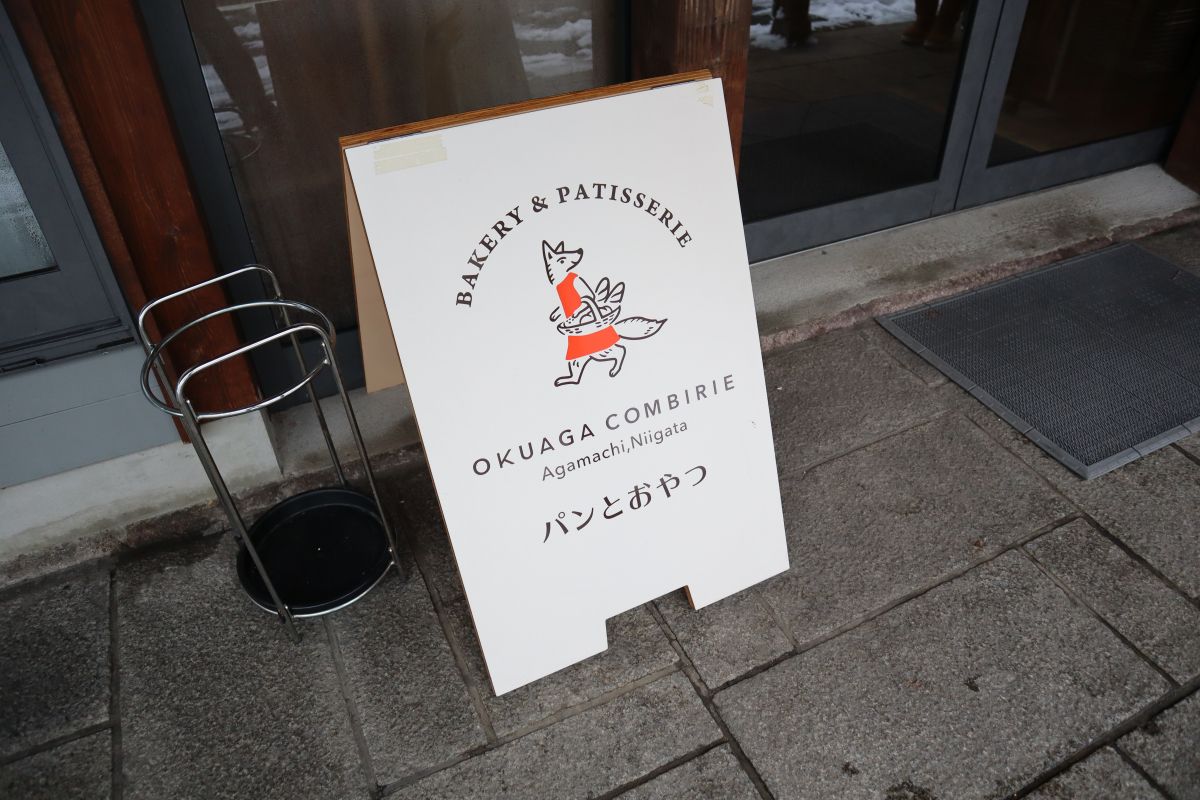 BAKERY & PATISSERIE
OKUAGA COMBIRIE
Agamachi,Niigata
パンとおやつ